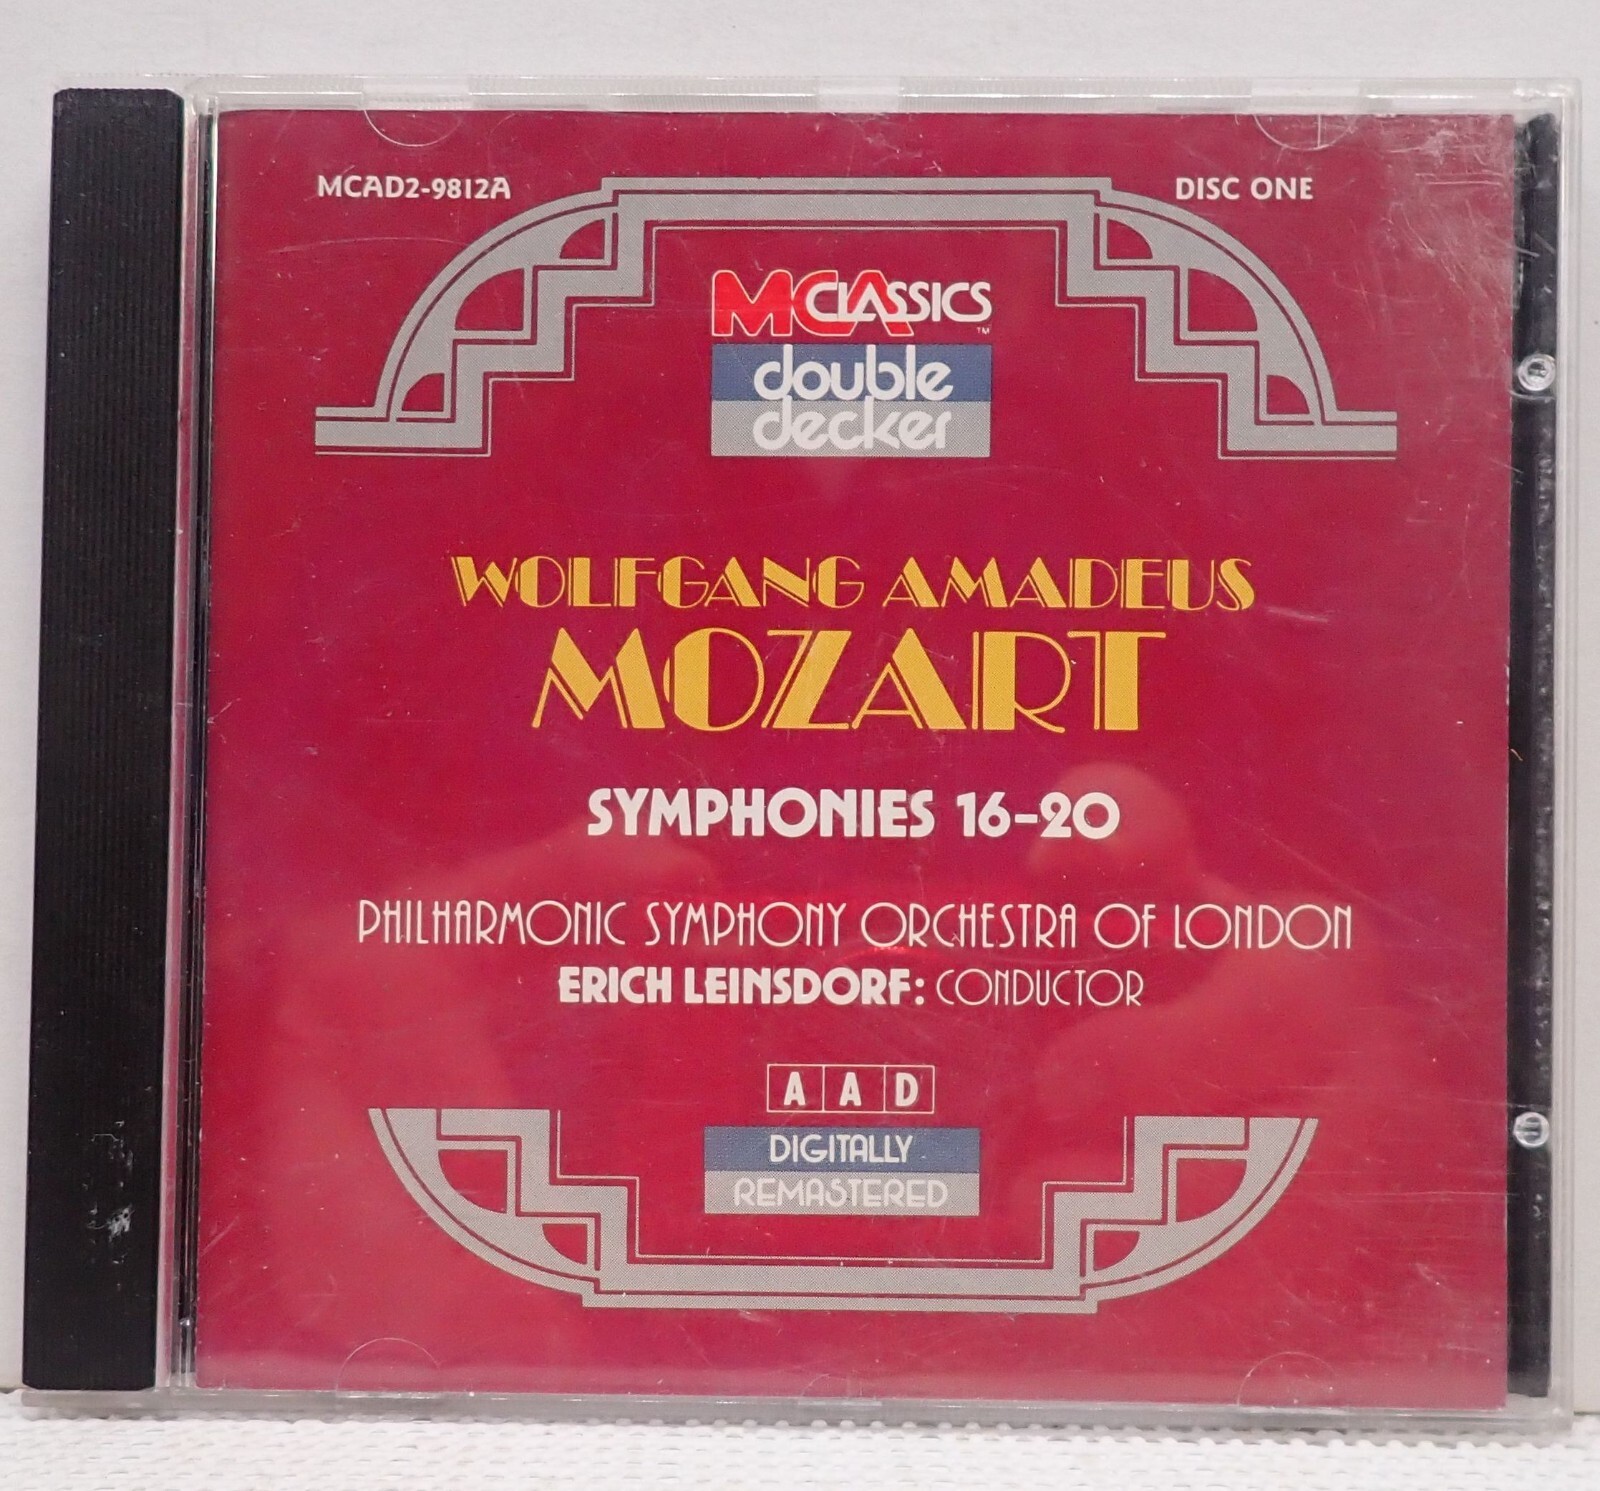 MCAD2-9812A
DISC ONE
MCA CLASSICS™
double
decker
WOLFGANG AMADEUS
MOZART
SYMPHONIES 16-20
PHILHARMONIC SYMPHONY ORCHESTRA OF LONDON
ERICH LEINSDORF: CONDUCTOR
A A D
DIGITALLY
REMASTERED